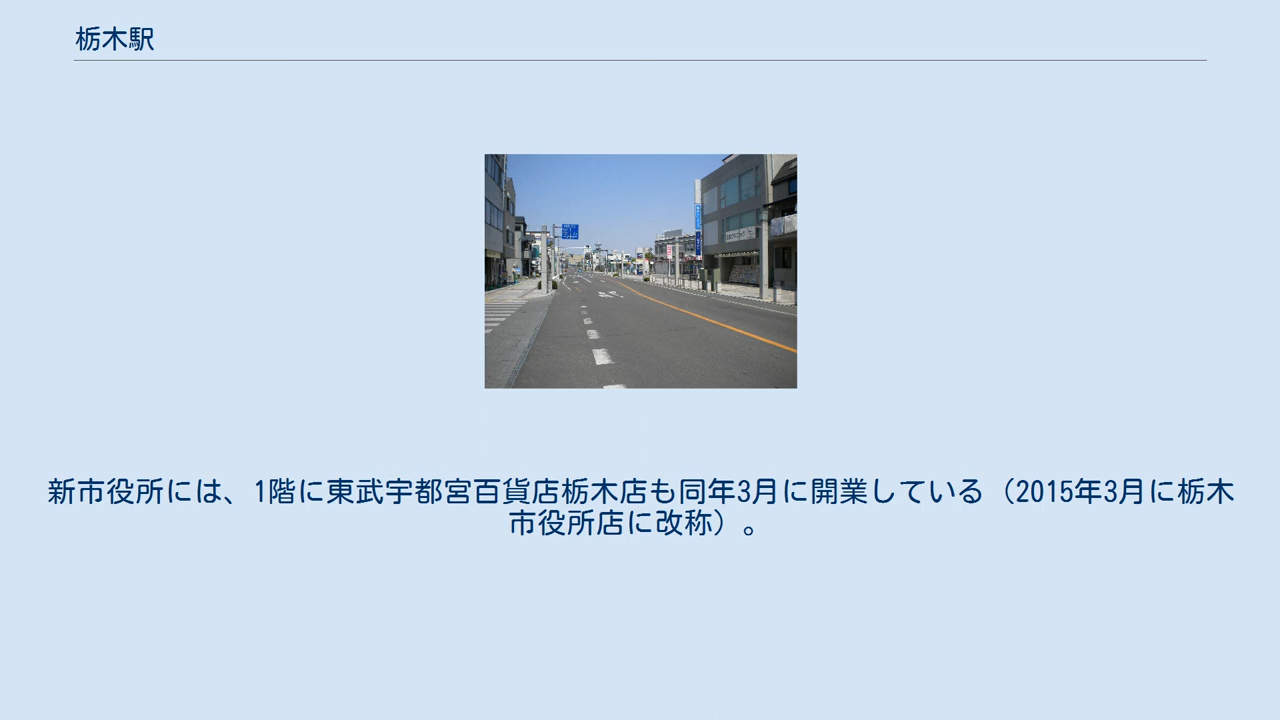 栃木駅
新市役所には、1階に東武宇都宮百貨店栃木店も同年3月に開業している（2015年3月に栃木
市役所店に改称）。